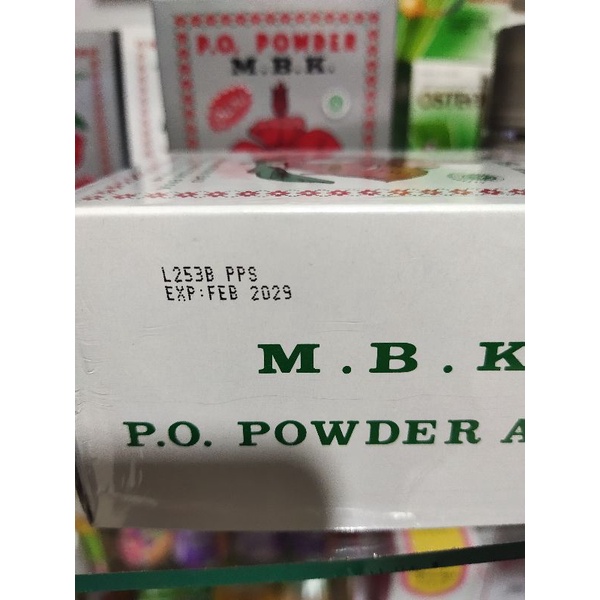 P.O. POWDER
M.B.K.
L253B PPS
EXP:FEB 2029
M.B.K
P.O. POWDER A